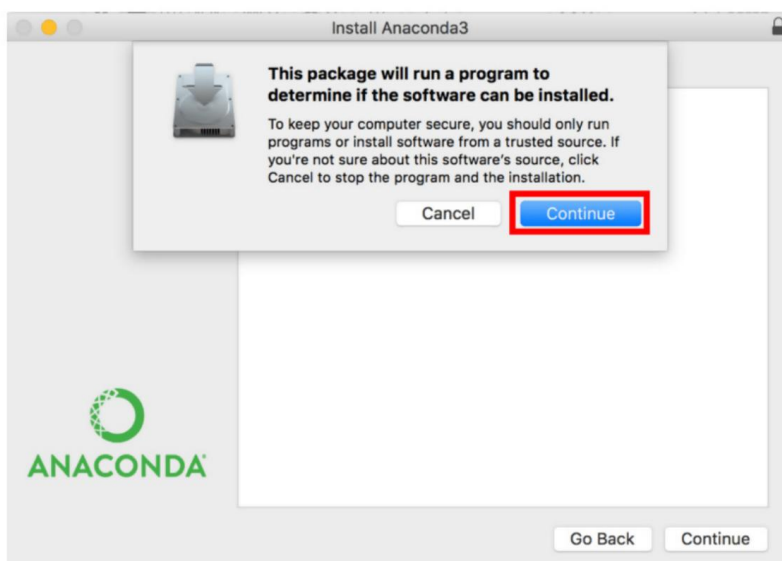 Install Anaconda3
This package will run a program to
determine if the software can be installed.
To keep your computer secure, you should only run
programs or install software from a trusted source. If
you're not sure about this software's source, click
Cancel to stop the program and the installation.
Cancel
Continue
ANACONDA
Go Back
Continue